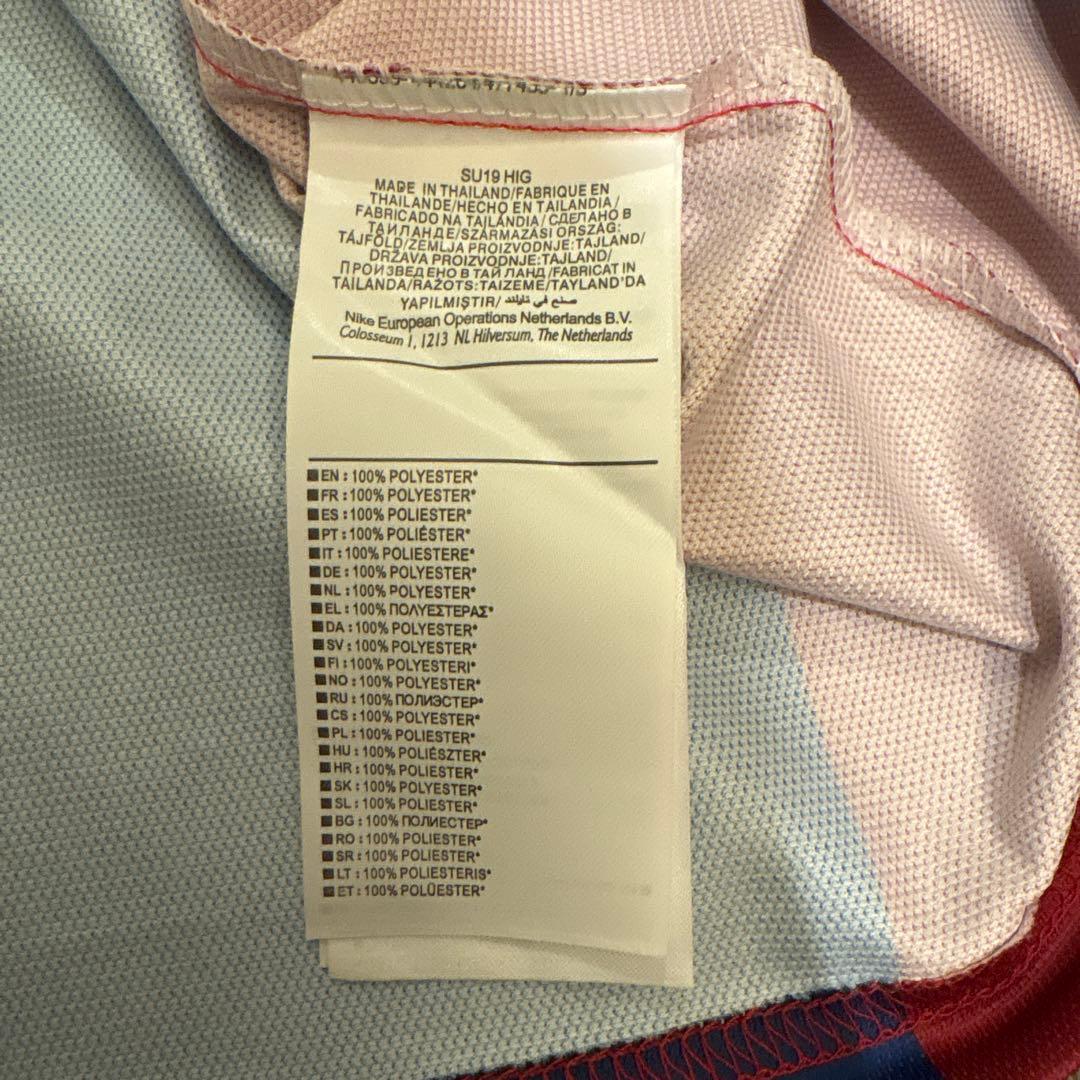 SU19 HIG
MADE IN THAILAND/FABRIQUE EN
THAILANDE/HECHO EN TAILANDIA/
FABRICADO NA TAILÂNDIA/СДЕЛАНО В
ТАИЛАНДЕ/SZÁRMAZÁSI ORSZÁG:
TÁJFÖLD/ZEMLJA PROIZVODNJE:TAJLAND/
DRŽAVA PROIZVODNJE:TAJLAND/
ПРОИЗВЕДЕНО В ТАЙЛАНД/FABRICAT IN
TAILANDA/RAŽOTS:TAIZEME/TAYLAND'DA
YAPILMIŞTIR/ صنع في تايلند
Nike European Operations Netherlands B.V.
Colosseum 1, 1213 NL Hilversum, The Netherlands
EN : 100% POLYESTER*
FR : 100% POLYESTER*
ES : 100% POLIESTER*
PT : 100% POLIÉSTER*
IT : 100% POLIESTERE*
DE : 100% POLYESTER*
NL : 100% POLYESTER*
EL : 100% ΠΟΛΥΕΣΤΕΡΑΣ*
DA : 100% POLYESTER*
SV : 100% POLYESTER*
FI : 100% POLYESTERI*
NO : 100% POLYESTER*
RU : 100% ПОЛИЭСТЕР*
CS : 100% POLYESTER*
PL : 100% POLIESTER*
HU : 100% POLIÉSZTER*
HR : 100% POLIESTER*
SK : 100% POLYESTER*
SL : 100% POLIESTER*
BG : 100% ПОЛИЕСТЕР*
RO : 100% POLIESTER*
SR : 100% POLIESTER*
LT : 100% POLIESTERIS*
ET : 100% POLÜESTER*